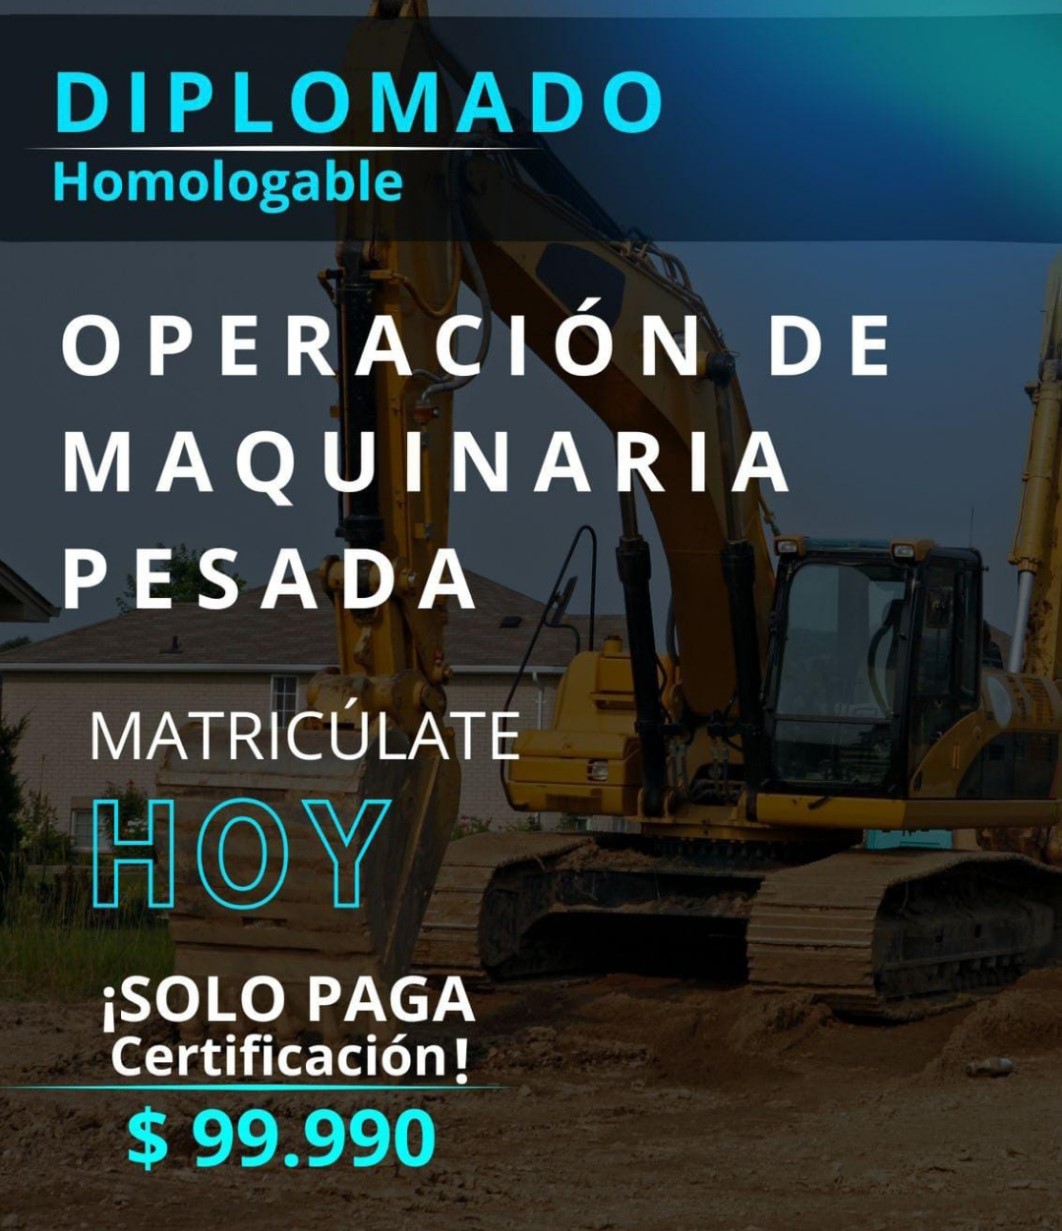 DIPLOMADO
Homologable
OPERACIÓN DE
MAQUINARIA
PESADA
MATRICÚLATE
HOY
¡SOLO PAGA
Certificación!
$ 99.990